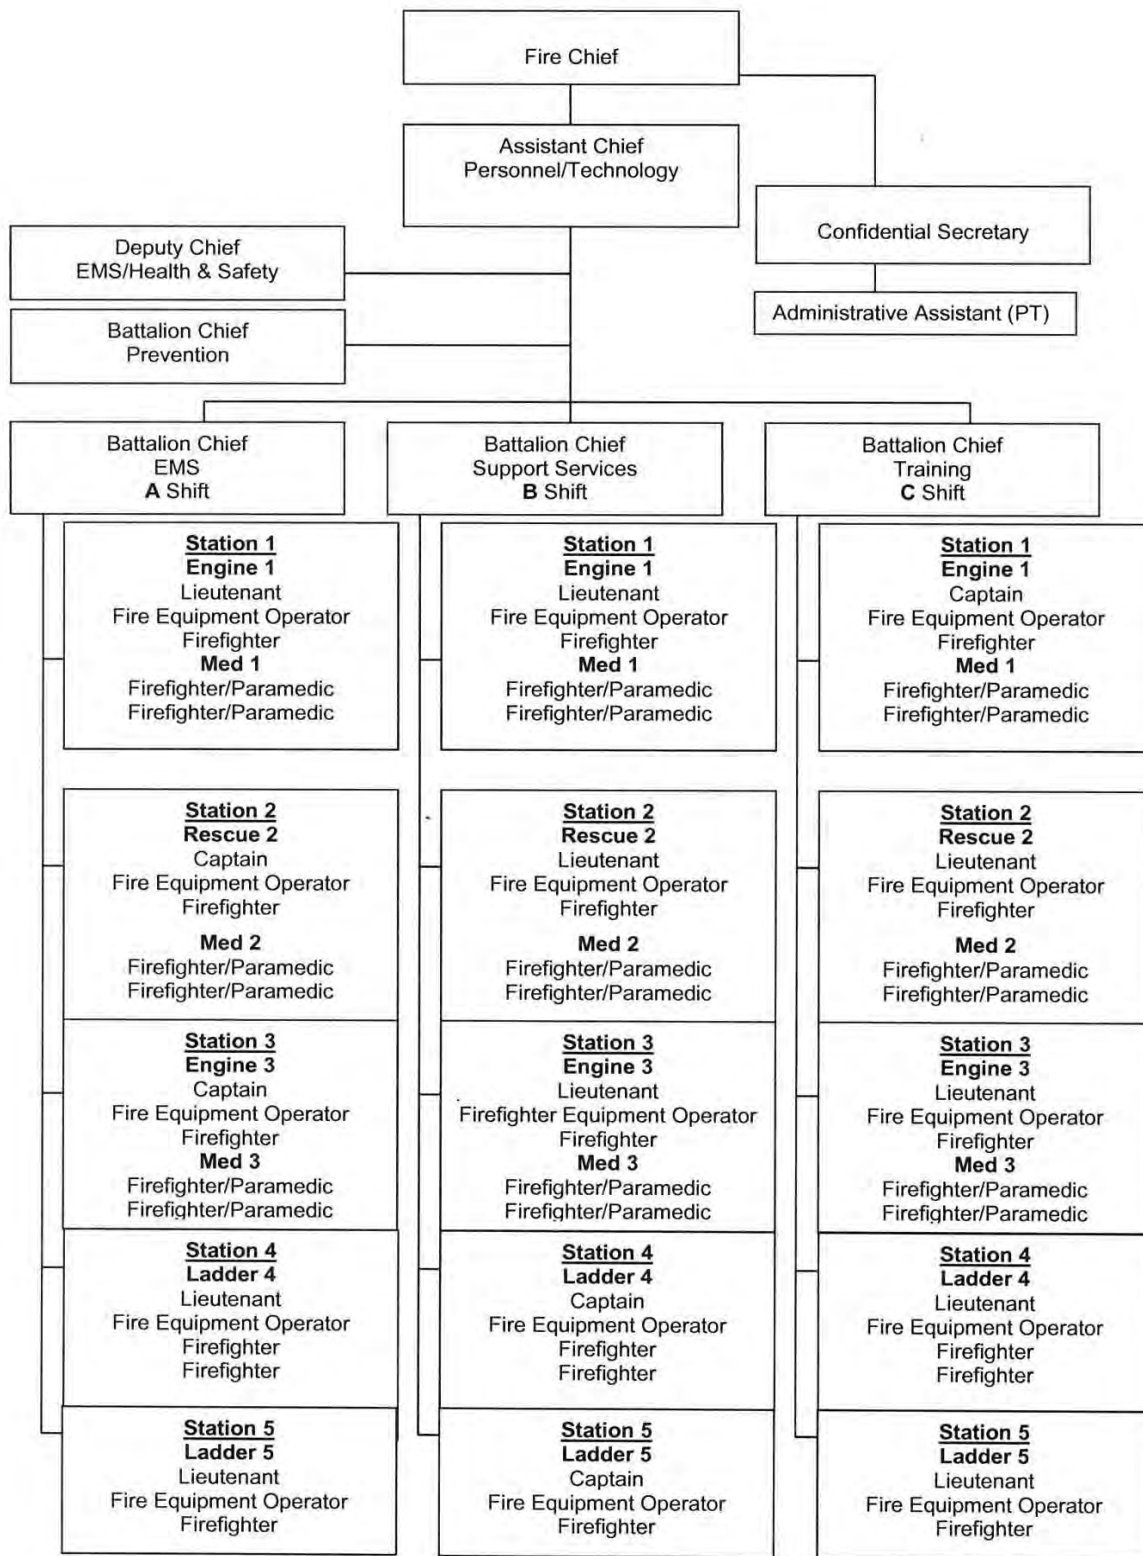 Fire Chief
Assistant Chief
Personnel/Technology
Confidential Secretary
Deputy Chief
EMS/Health & Safety
Administrative Assistant (PT)
Battalion Chief
Prevention
Battalion Chief
EMS
A Shift
Station 1
Engine 1
Lieutenant
Fire Equipment Operator
Firefighter
Med 1
Firefighter/Paramedic
Firefighter/Paramedic
Station 2
Rescue 2
Captain
Fire Equipment Operator
Firefighter
Med 2
Firefighter/Paramedic
Firefighter/Paramedic
Station 3
Engine 3
Captain
Fire Equipment Operator
Firefighter
Med 3
Firefighter/Paramedic
Firefighter/Paramedic
Station 4
Ladder 4
Lieutenant
Fire Equipment Operator
Firefighter
Firefighter
Station 5
Ladder 5
Lieutenant
Fire Equipment Operator
Firefighter
Battalion Chief
Support Services
B Shift
Station 1
Engine 1
Lieutenant
Fire Equipment Operator
Firefighter
Med 1
Firefighter/Paramedic
Firefighter/Paramedic
Station 2
Rescue 2
Lieutenant
Fire Equipment Operator
Firefighter
Med 2
Firefighter/Paramedic
Firefighter/Paramedic
Station 3
Engine 3
Lieutenant
Firefighter Equipment Operator
Firefighter
Med 3
Firefighter/Paramedic
Firefighter/Paramedic
Station 4
Ladder 4
Captain
Fire Equipment Operator
Firefighter
Firefighter
Station 5
Ladder 5
Captain
Fire Equipment Operator
Firefighter
Battalion Chief
Training
C Shift
Station 1
Engine 1
Captain
Fire Equipment Operator
Firefighter
Med 1
Firefighter/Paramedic
Firefighter/Paramedic
Station 2
Rescue 2
Lieutenant
Fire Equipment Operator
Firefighter
Med 2
Firefighter/Paramedic
Firefighter/Paramedic
Station 3
Engine 3
Lieutenant
Fire Equipment Operator
Firefighter
Med 3
Firefighter/Paramedic
Firefighter/Paramedic
Station 4
Ladder 4
Lieutenant
Fire Equipment Operator
Firefighter
Firefighter
Station 5
Ladder 5
Lieutenant
Fire Equipment Operator
Firefighter